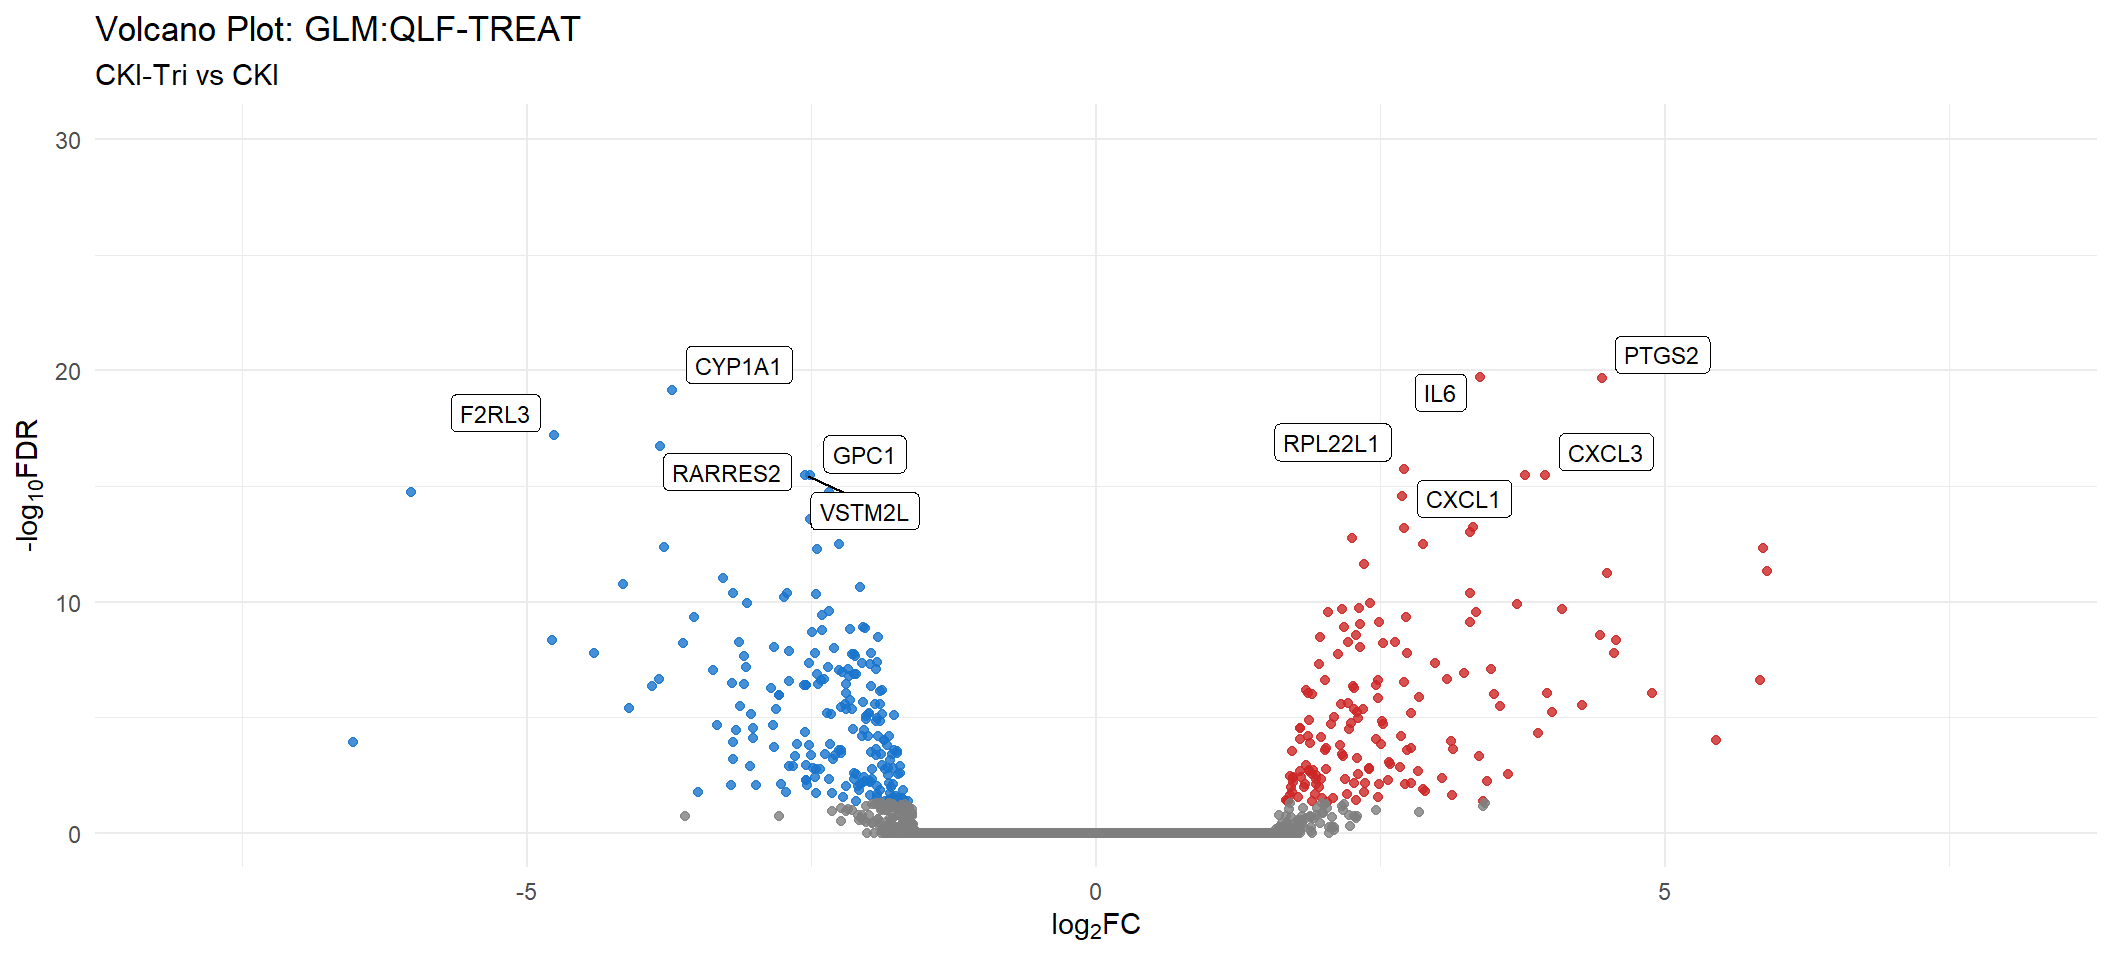 Volcano Plot: GLM:QLF-TREAT
CKI-Tri vs CKI
30
20
10
0
-log10FDR
CYP1A1
F2RL3
GPC1
RARRES2
VSTM2L
PTGS2
IL6
RPL22L1
CXCL3
CXCL1
-5
0
5
log2FC